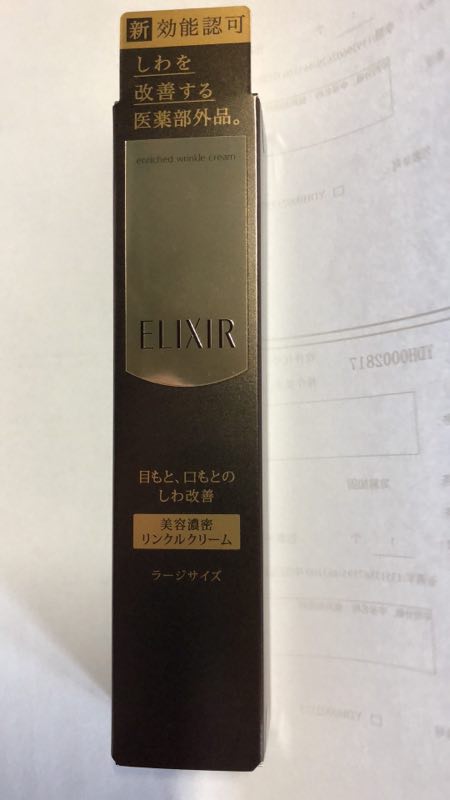 新 効能認可
しわを
改善する
医薬部外品。
enriched wrinkle cream
ELIXIR
目もと、口もとの
しわ改善
美容濃密
リンクルクリーム
ラージサイズ
YDH0002817